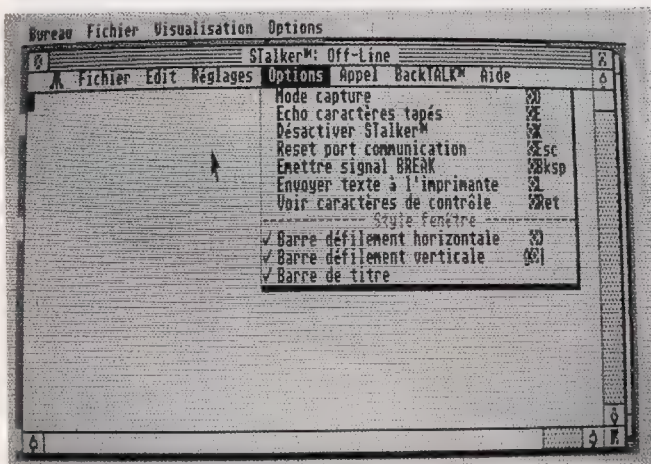 Bureau Fichier Visualisation Options
STalker™: Off-Line
Fichier Edit Réglages Options Appel BackTALK™ Aide
Mode capture
Echo caractères tapés E
Désactiver STalker™ X
Reset port communication Esc
Emettre signal BREAK Bksp
Envoyer texte à l'imprimante L
Voir caractères de contrôle Ret
Style fenêtre
✓ Barre défilement horizontale
✓ Barre défilement verticale
✓ Barre de titre